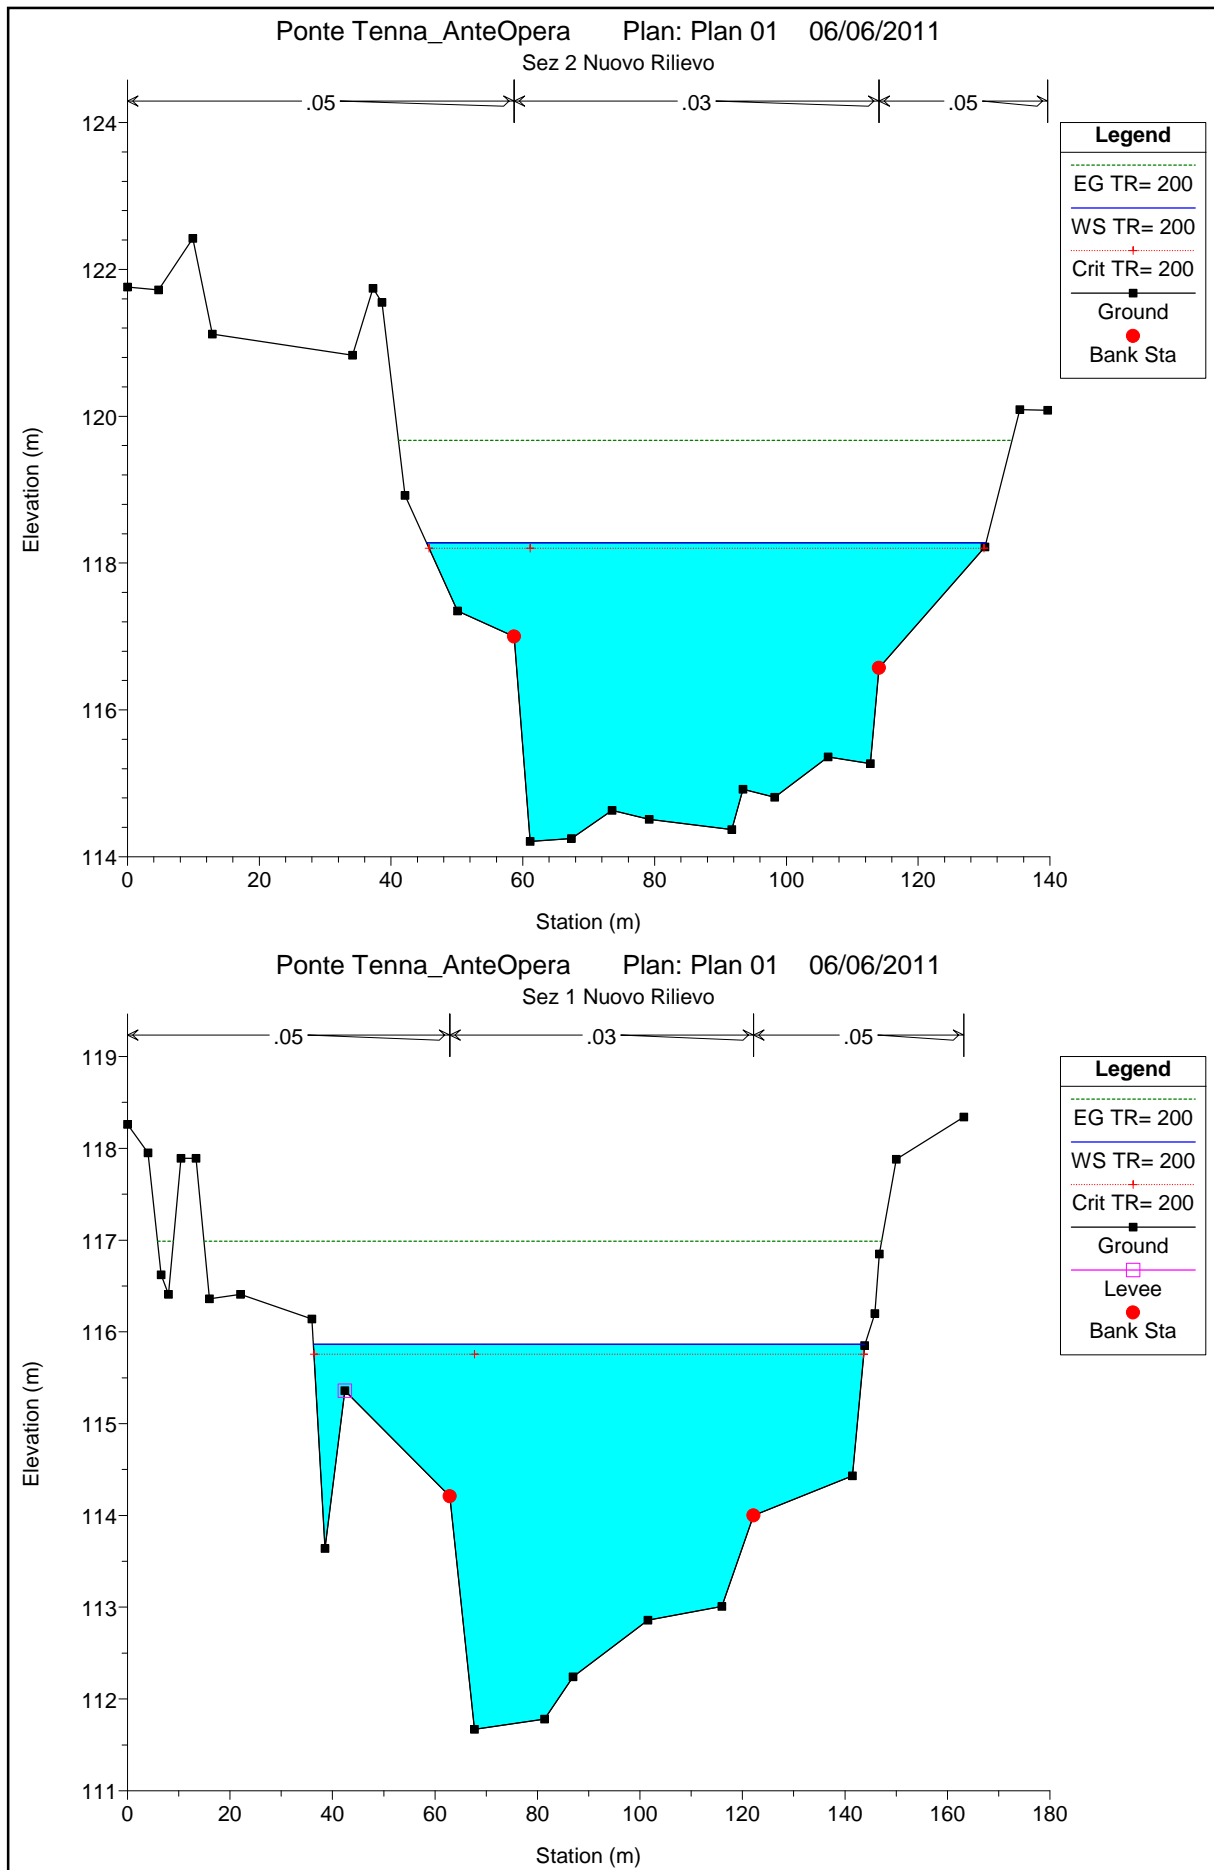 Ponte Tenna_AnteOpera Plan: Plan 01 06/06/2011
Sez 2 Nuovo Rilievo
.05 .03 .05
Legend
EG TR= 200
WS TR= 200
Crit TR= 200
Ground
Bank Sta
124
122
120
118
116
114
Elevation (m)
0 20 40 60 80 100 120 140
Station (m)
Ponte Tenna_AnteOpera Plan: Plan 01 06/06/2011
Sez 1 Nuovo Rilievo
.05 .03 .05
Legend
EG TR= 200
WS TR= 200
Crit TR= 200
Ground
Levee
Bank Sta
119
118
117
116
115
114
113
112
111
Elevation (m)
0 20 40 60 80 100 120 140 160 180
Station (m)